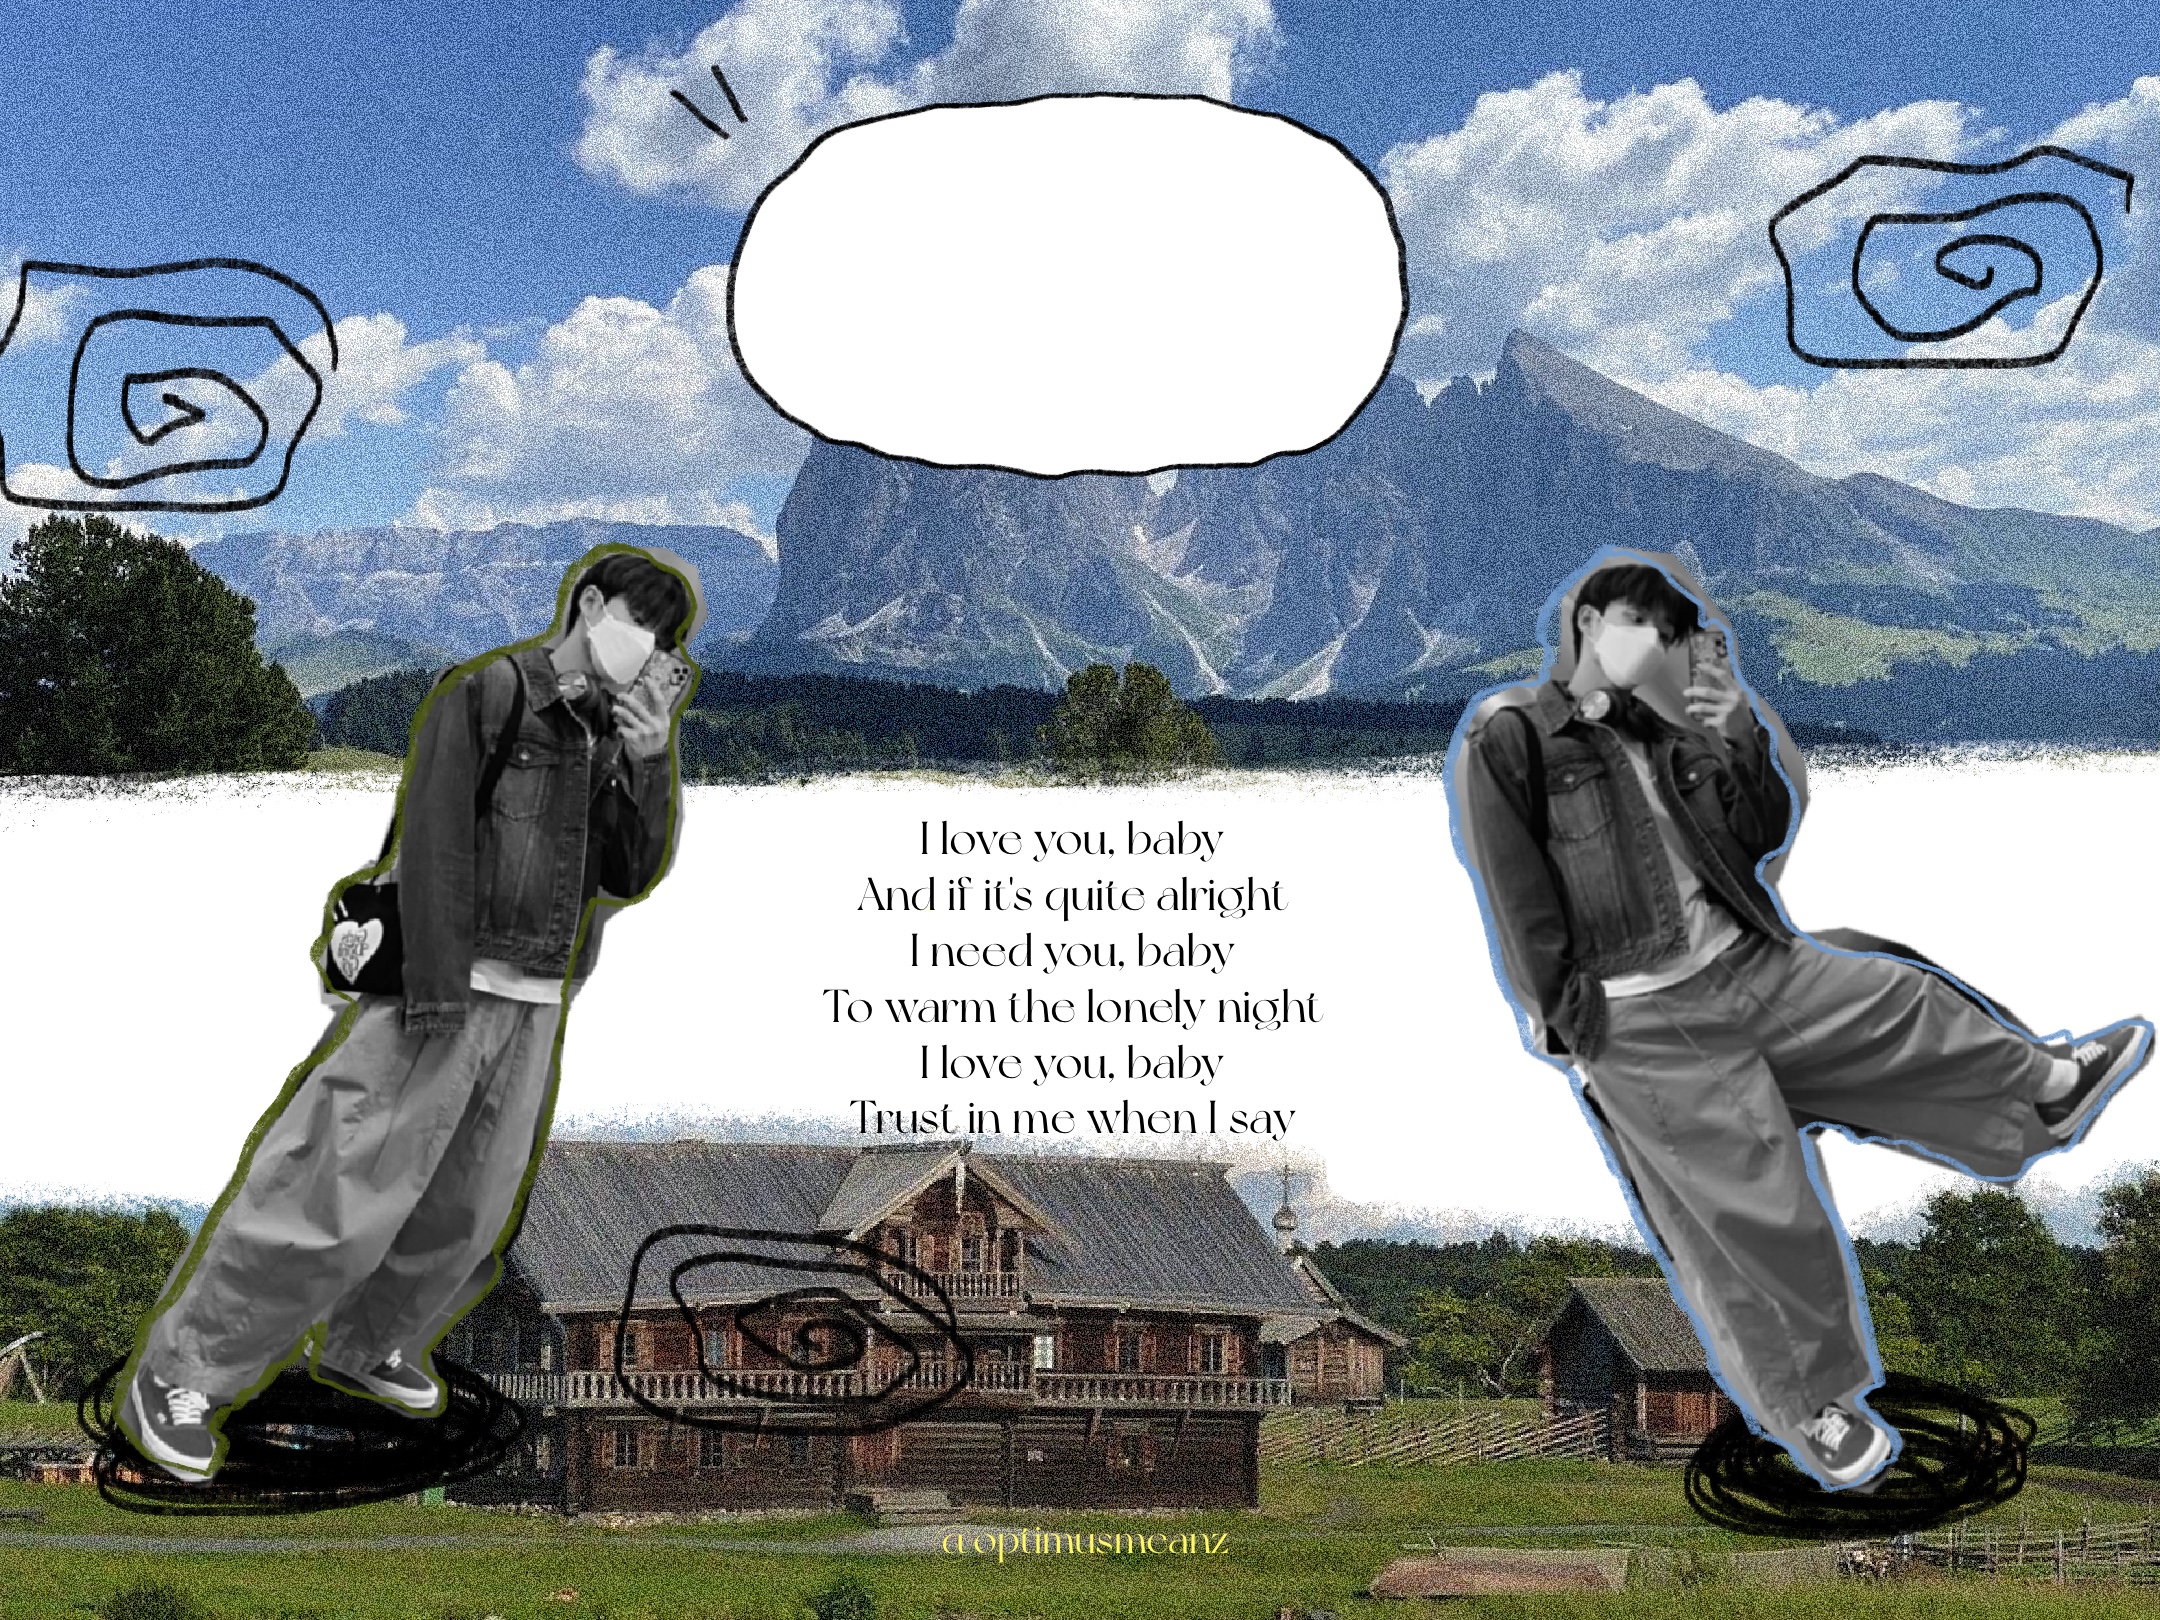 I love you, baby
And if it's quite alright
I need you, baby
To warm the lonely night
I love you, baby
Trust in me when I say
@optimusmeanz